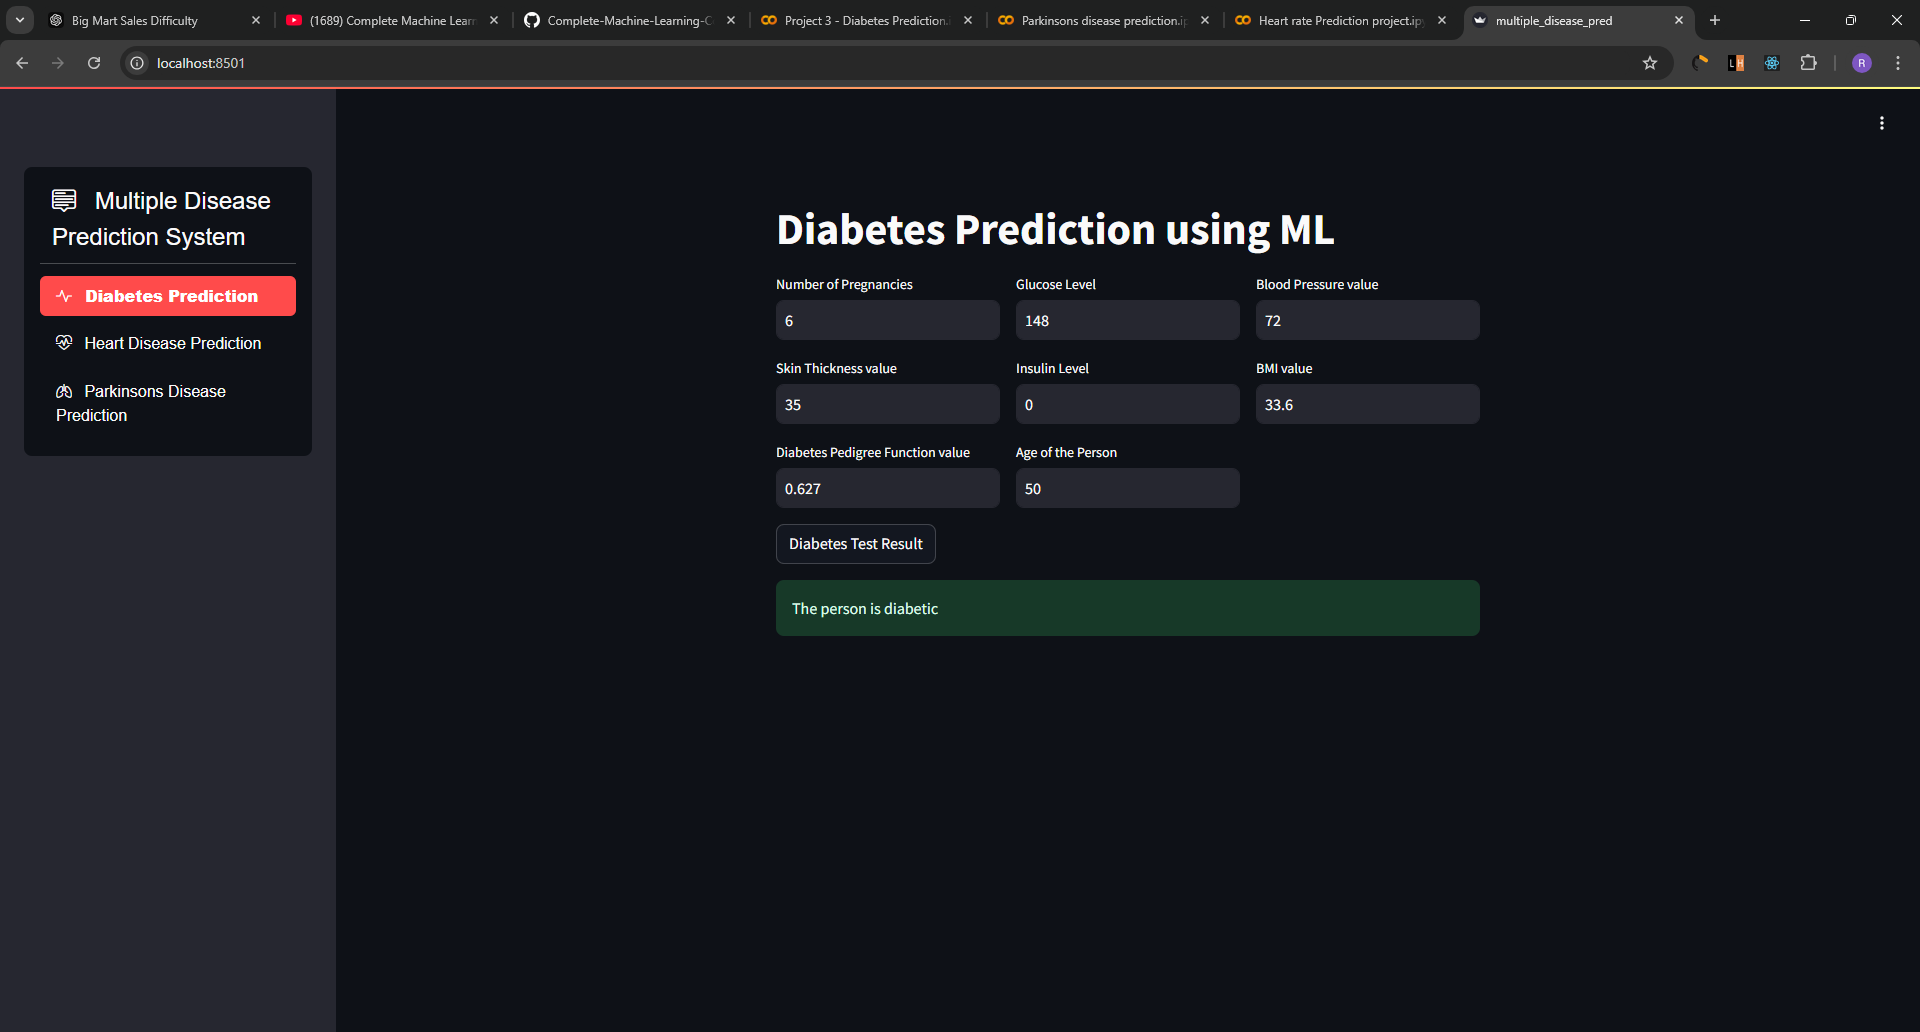 Big Mart Sales Difficulty
(1689) Complete Machine Lear
Complete-Machine-Learning-C
Project 3 - Diabetes Prediction.
Parkinsons disease prediction.i
Heart rate Prediction project.ip
multiple_disease_pred
localhost:8501
LH
R
Multiple Disease
Prediction System
Diabetes Prediction
Heart Disease Prediction
Parkinsons Disease
Prediction
Diabetes Prediction using ML
Number of Pregnancies Glucose Level Blood Pressure value
6 148 72
Skin Thickness value Insulin Level BMI value
35 0 33.6
Diabetes Pedigree Function value Age of the Person
0.627 50
Diabetes Test Result
The person is diabetic